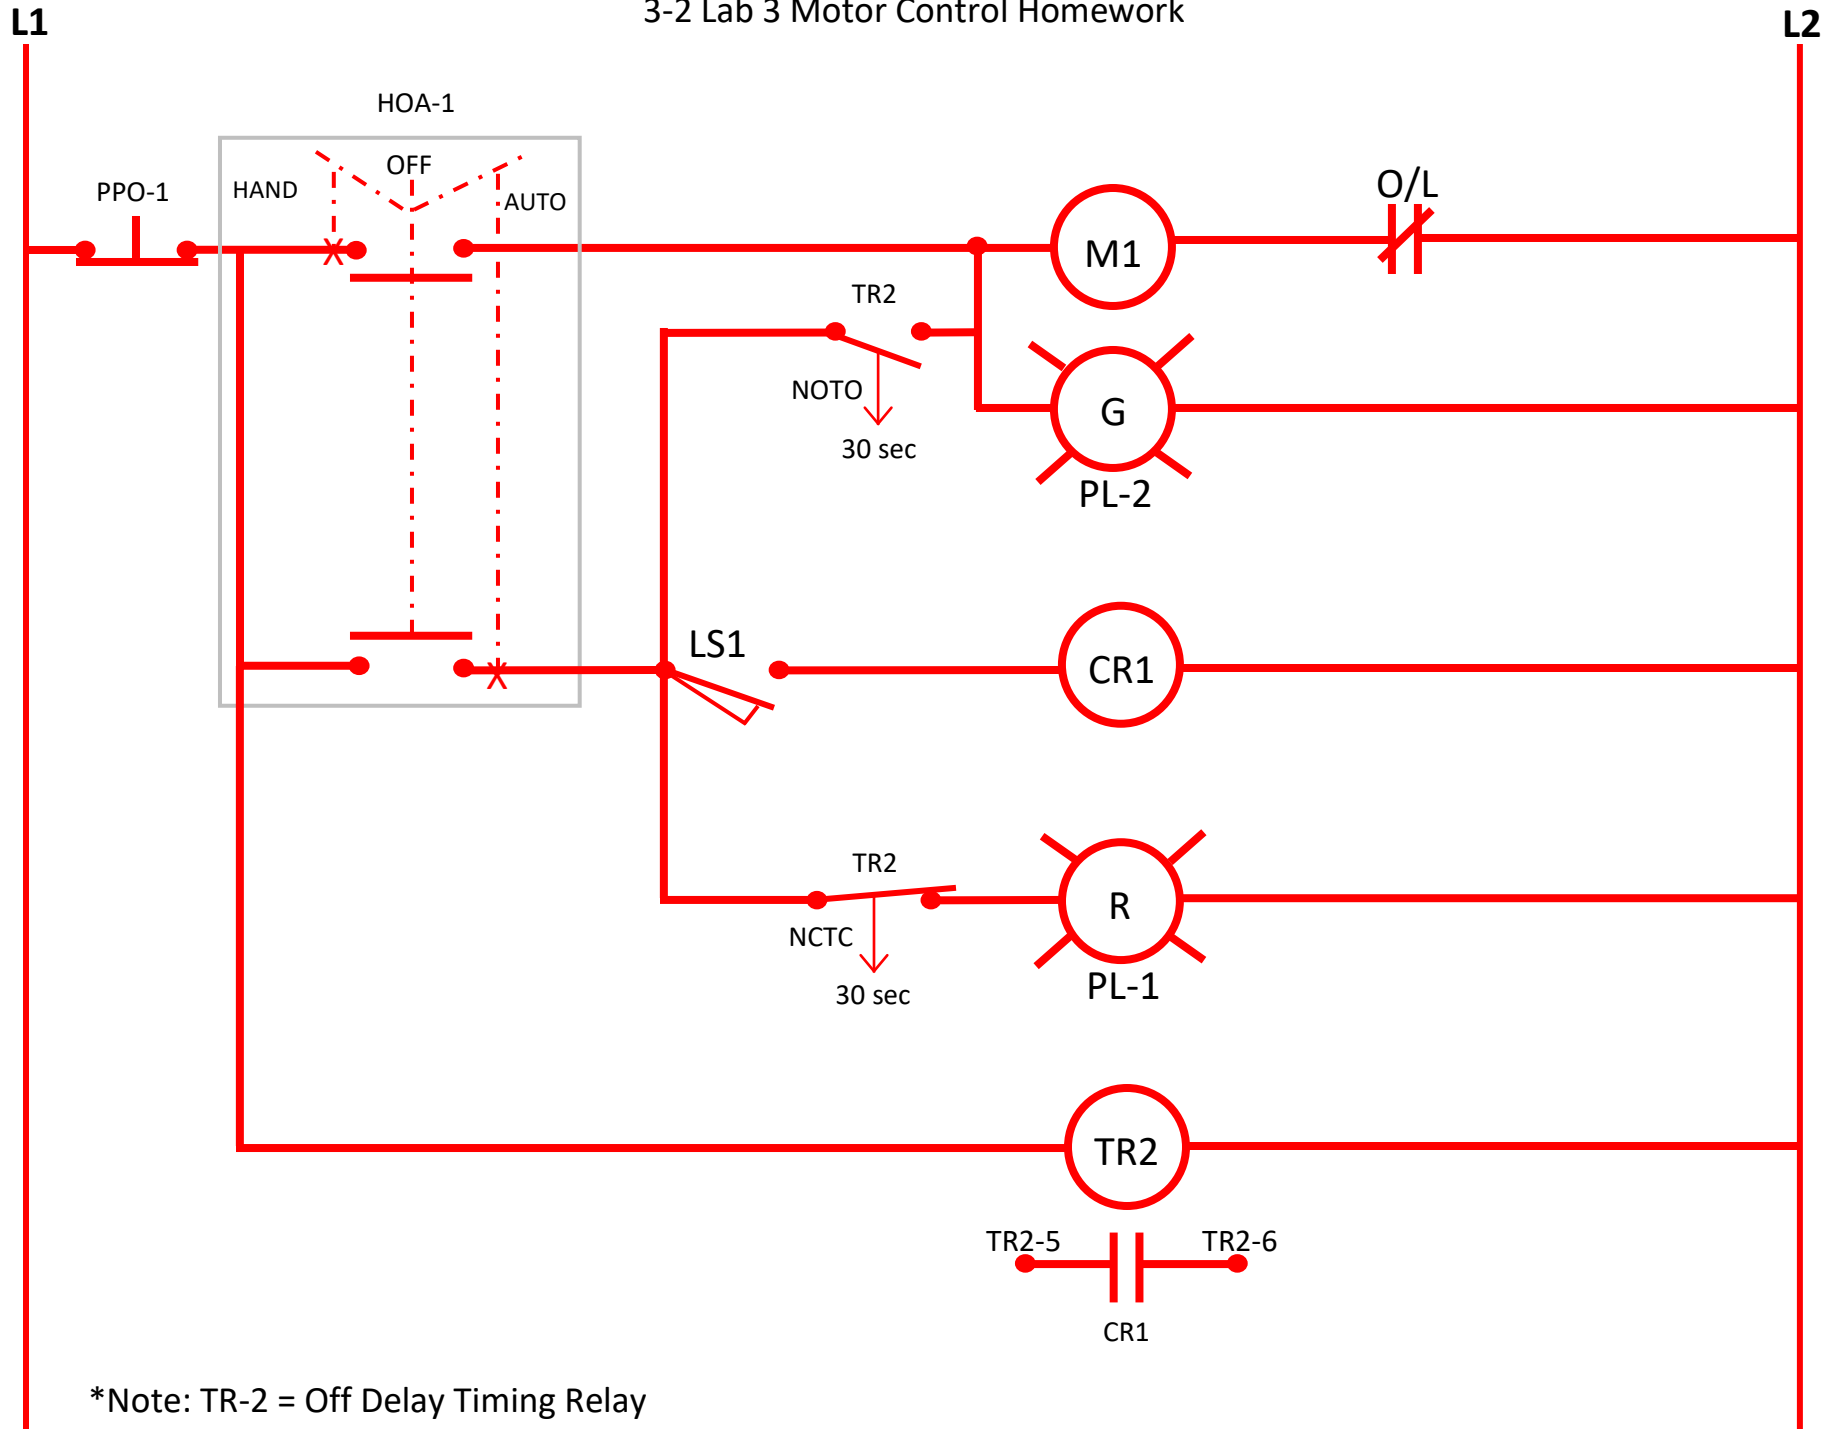 3-2 Lab 3 Motor Control Homework
L1
L2
HOA-1
OFF
PPO-1
HAND
AUTO
O/L
M1
TR2
NOTO
30 sec
G
PL-2
LS1
CR1
TR2
NCTC
30 sec
R
PL-1
TR2
TR2-5
TR2-6
CR1
*Note: TR-2 = Off Delay Timing Relay